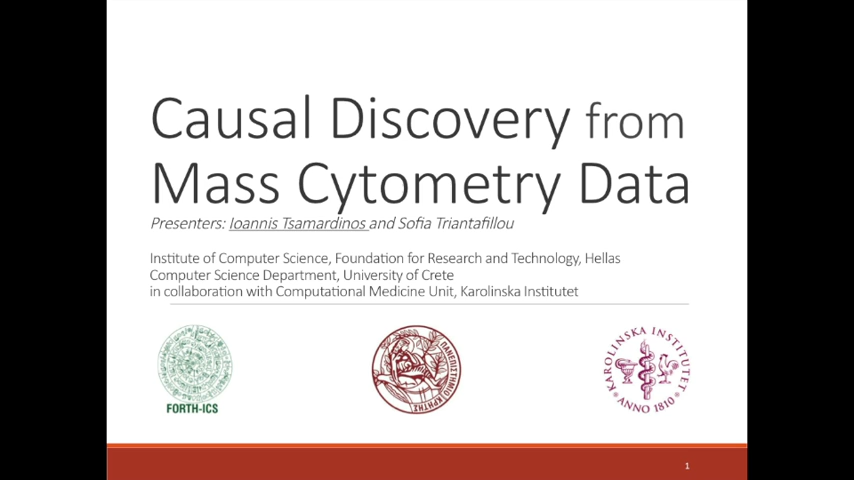 Causal Discovery from
Mass Cytometry Data
Presenters: Ioannis Tsamardinos and Sofia Triantafillou
Institute of Computer Science, Foundation for Research and Technology, Hellas
Computer Science Department, University of Crete
in collaboration with Computational Medicine Unit, Karolinska Institutet
FORTH-ICS
ΠΑΝΕΠΙΣΤΗΜΙΟ ΚΡΗΤΗΣ
KAROLINSKA INSTITUTET
ANNO 1810
1